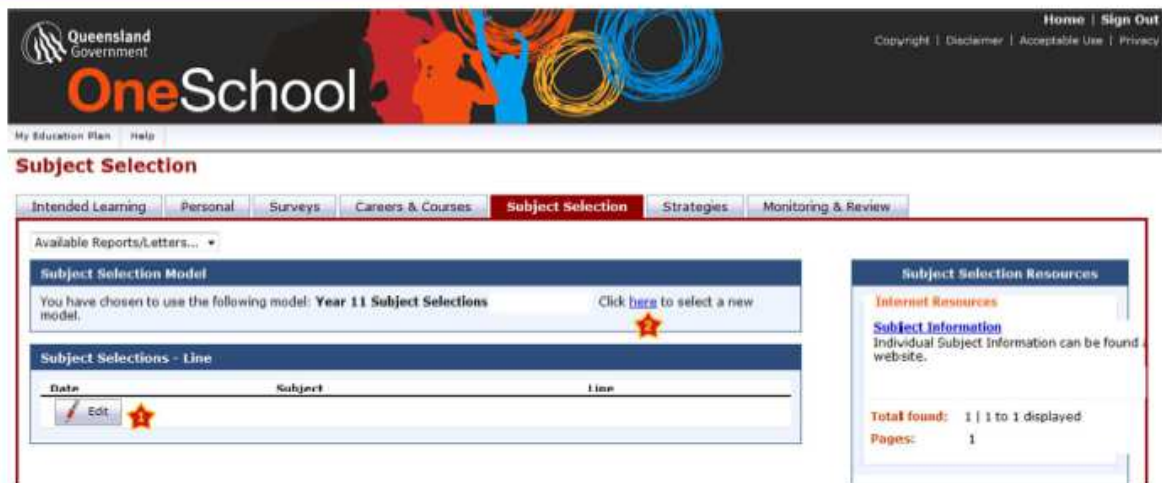 Queensland
Government
OneSchool
Home | Sign Out
Copyright | Disclaimer | Acceptable Use | Privacy
My Education Plan Help
Subject Selection
Intended Learning Personal Surveys Careers & Courses Subject Selection Strategies Monitoring & Review
Available Reports/Letters...
Subject Selection Model
You have chosen to use the following model: Year 11 Subject Selections Click here to select a new
model.
2
Subject Selections - Line
Date Subject Line
Edit
1
Subject Selection Resources
Internet Resources
Subject Information
Individual Subject Information can be found
website.
Total found: 1 | 1 to 1 displayed
Pages: 1